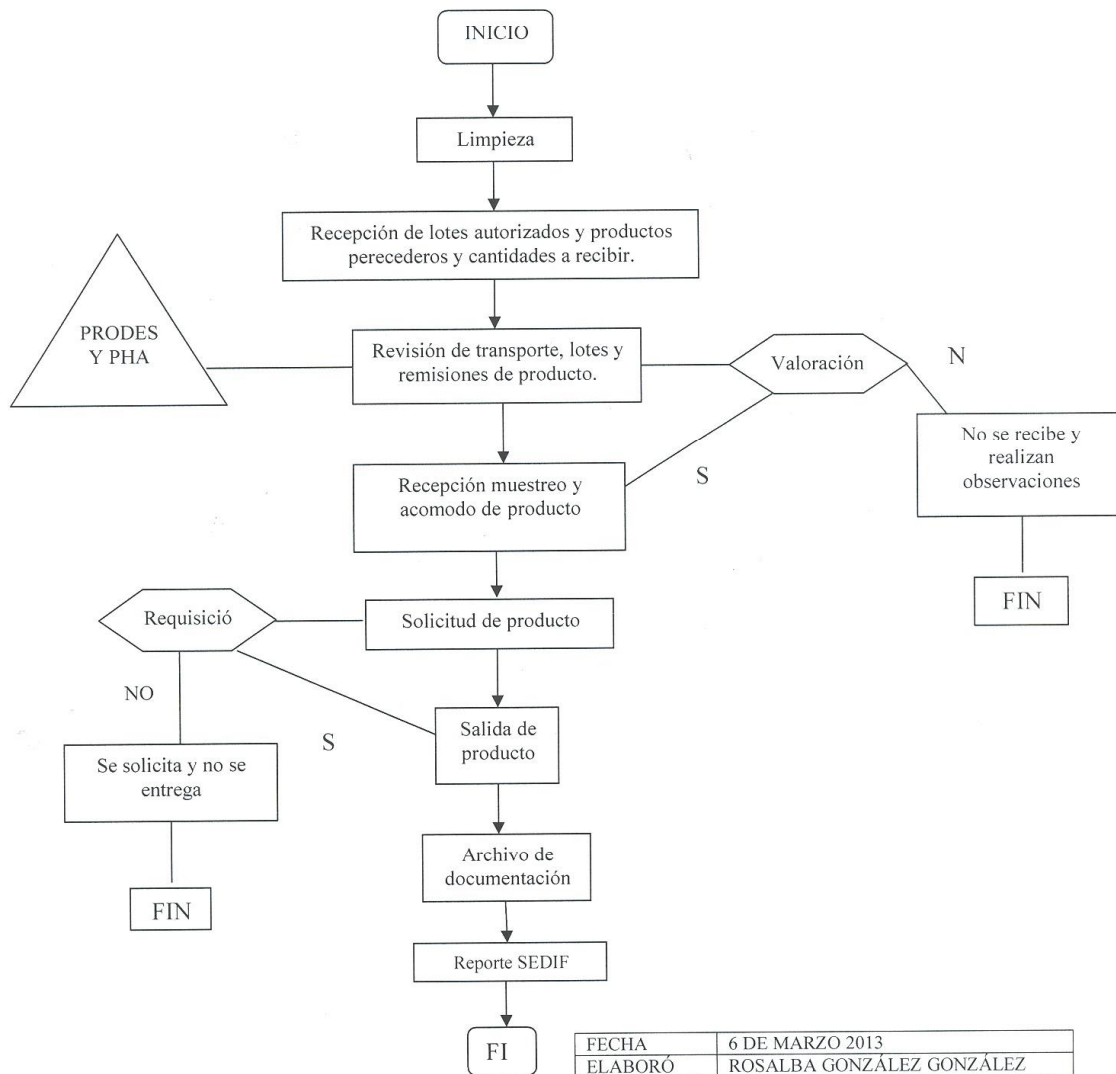 INICIO
Limpieza
Recepción de lotes autorizados y productos
perecederos y cantidades a recibir.
PRODES
Y PHA
Revisión de transporte, lotes y
remisiones de producto.
Valoración
N
No se recibe y
realizan
observaciones
S
Recepción muestreo y
acomodo de producto
FIN
Requisició
Solicitud de producto
NO
S
Salida de
producto
Se solicita y no se
entrega
Archivo de
documentación
FIN
Reporte SEDIF
FI
FECHA 6 DE MARZO 2013
ELABORÓ ROSALBA GONZÁLEZ GONZÁLEZ